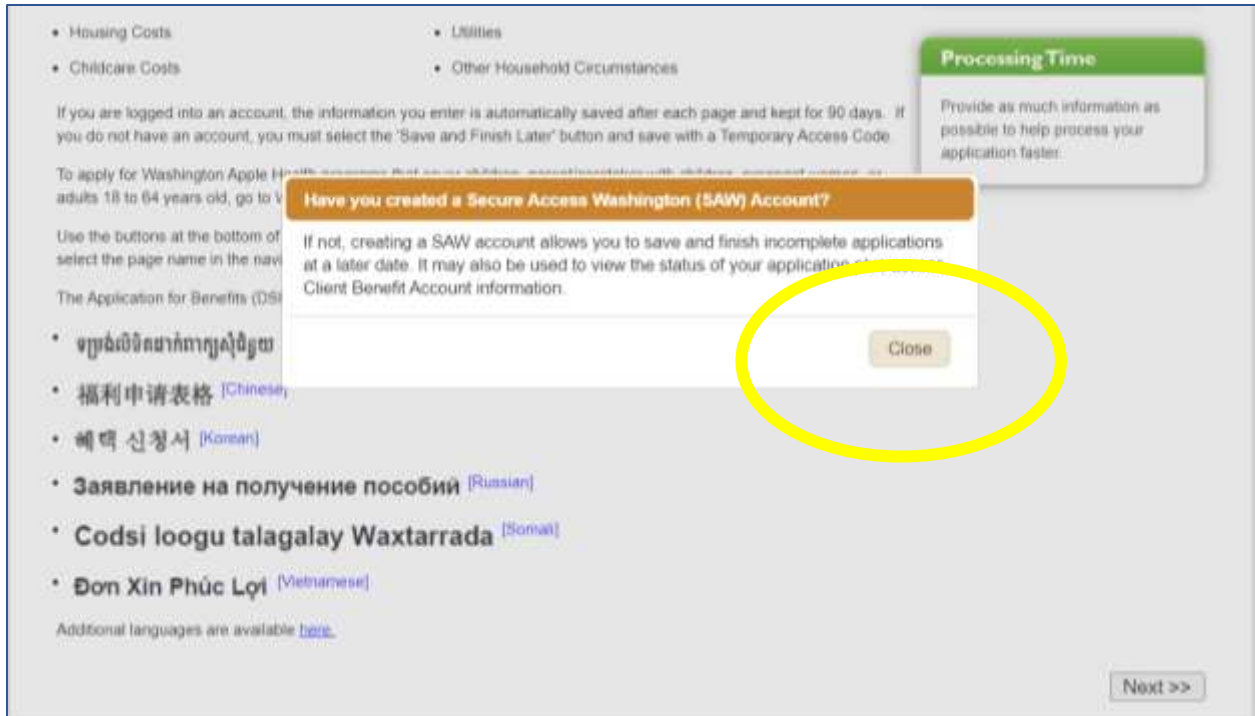 • Housing Costs
• Utilities
• Childcare Costs
• Other Household Circumstances
Processing Time
Provide as much information as
possible to help process your
application faster.
If you are logged into an account, the information you enter is automatically saved after each page and kept for 90 days. If
you do not have an account, you must select the 'Save and Finish Later' button and save with a Temporary Access Code.
To apply for Washington Apple
adults 18 to 64 years old, go to
Have you created a Secure Access Washington (SAW) Account?
If not, creating a SAW account allows you to save and finish incomplete applications
at a later date. It may also be used to view the status of your application
Client Benefit Account information.
Close
Use the buttons at the bottom of
select the page name in the
The Application for Benefits
• 福利申请表格 [Chinese]
• 혜택 신청서 [Korean]
• Заявление на получение пособий [Russian]
• Codsi loogu talagalay Waxtarrada [Somali]
• Đơn Xin Phúc Lợi [Vietnamese]
Additional languages are available here.
Next >>